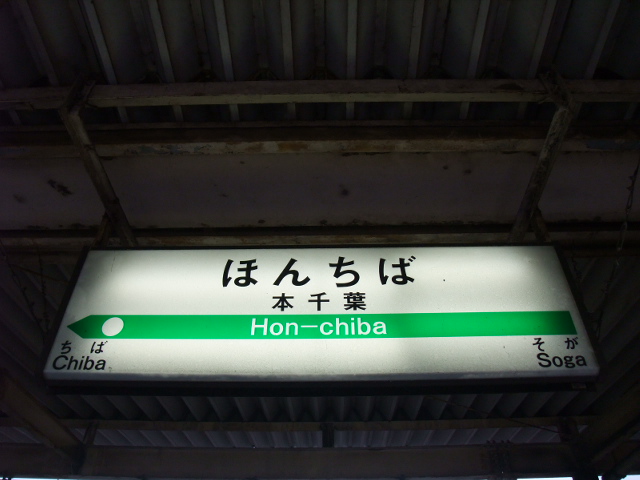 ほんちば
本千葉
Hon-chiba
ちば
Chiba
そが
Soga